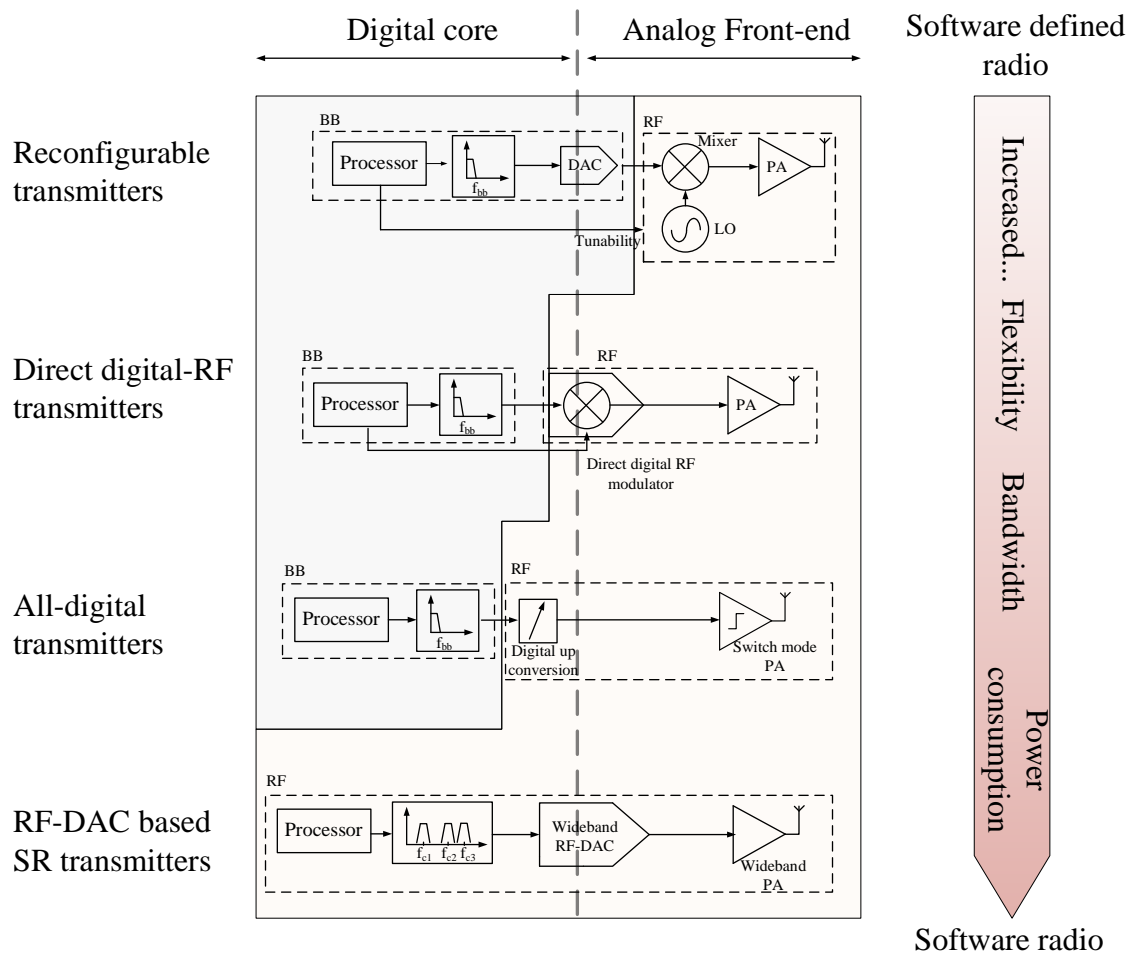 Digital core
Analog Front-end
Software defined
radio
Reconfigurable
transmitters
BB
Processor
f_bb
DAC
RF
Mixer
PA
LO
Tunability
Direct digital-RF
transmitters
BB
Processor
f_bb
RF
PA
Direct digital RF
modulator
All-digital
transmitters
BB
Processor
f_bb
RF
Digital up
conversion
Switch mode
PA
RF-DAC based
SR transmitters
RF
Processor
f_c1 f_c2 f_c3
Wideband
RF-DAC
Wideband
PA
Increased... Flexibility Bandwidth Power
consumption
Software radio